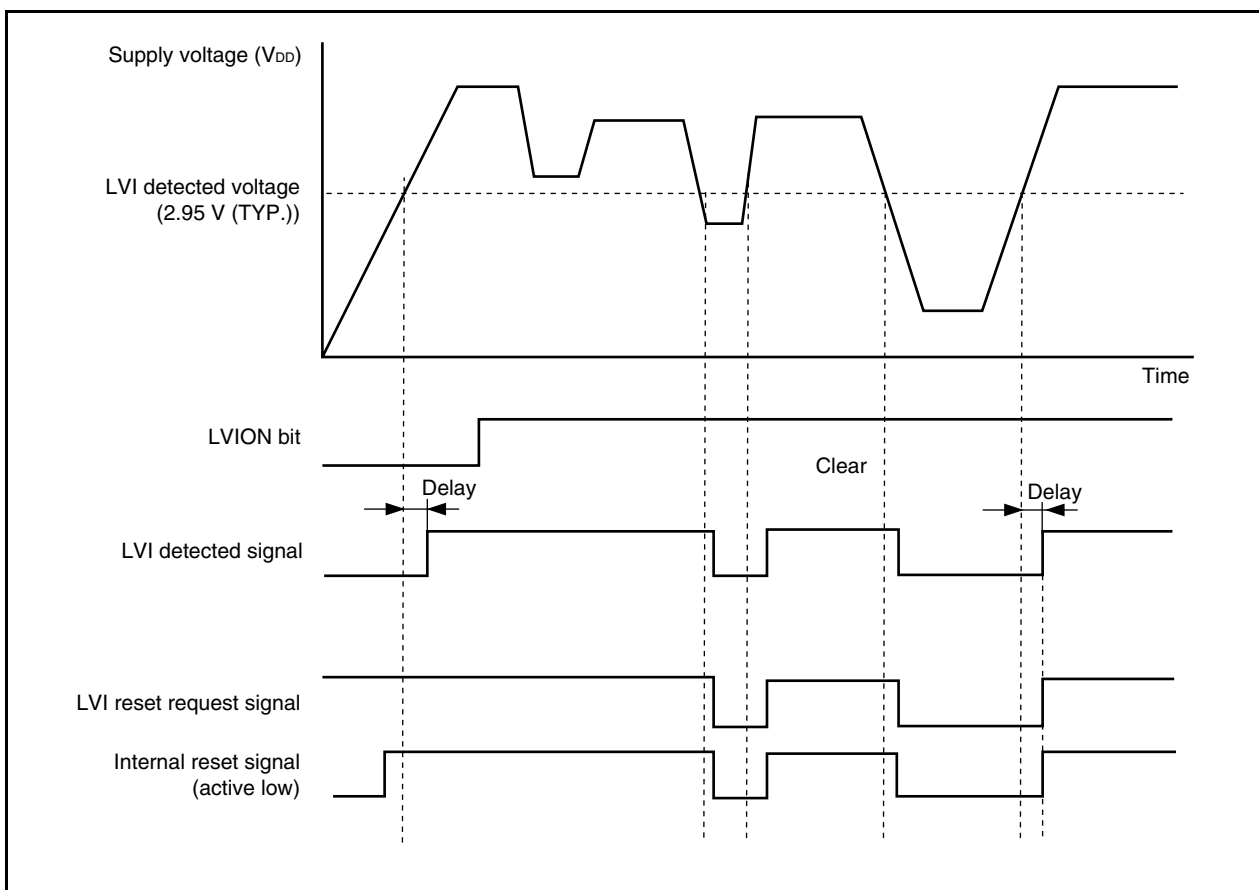 Supply voltage (VDD)
LVI detected voltage
(2.95 V (TYP.))
Time
LVION bit
Clear
Delay
Delay
LVI detected signal
LVI reset request signal
Internal reset signal
(active low)